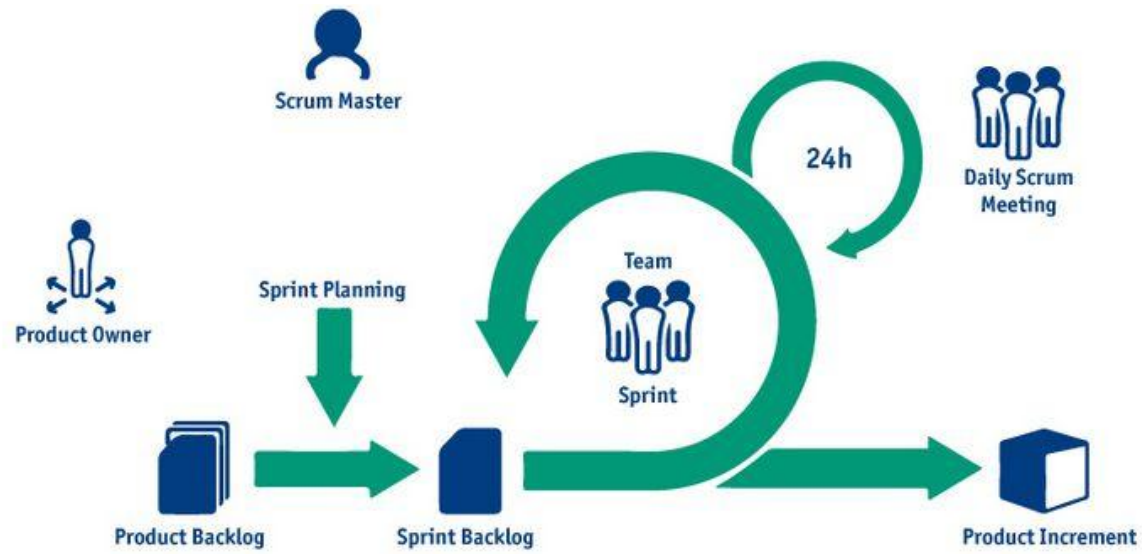 Scrum Master
24h
Daily Scrum
Meeting
Team
Sprint Planning
Product Owner
Sprint
Product Backlog
Sprint Backlog
Product Increment